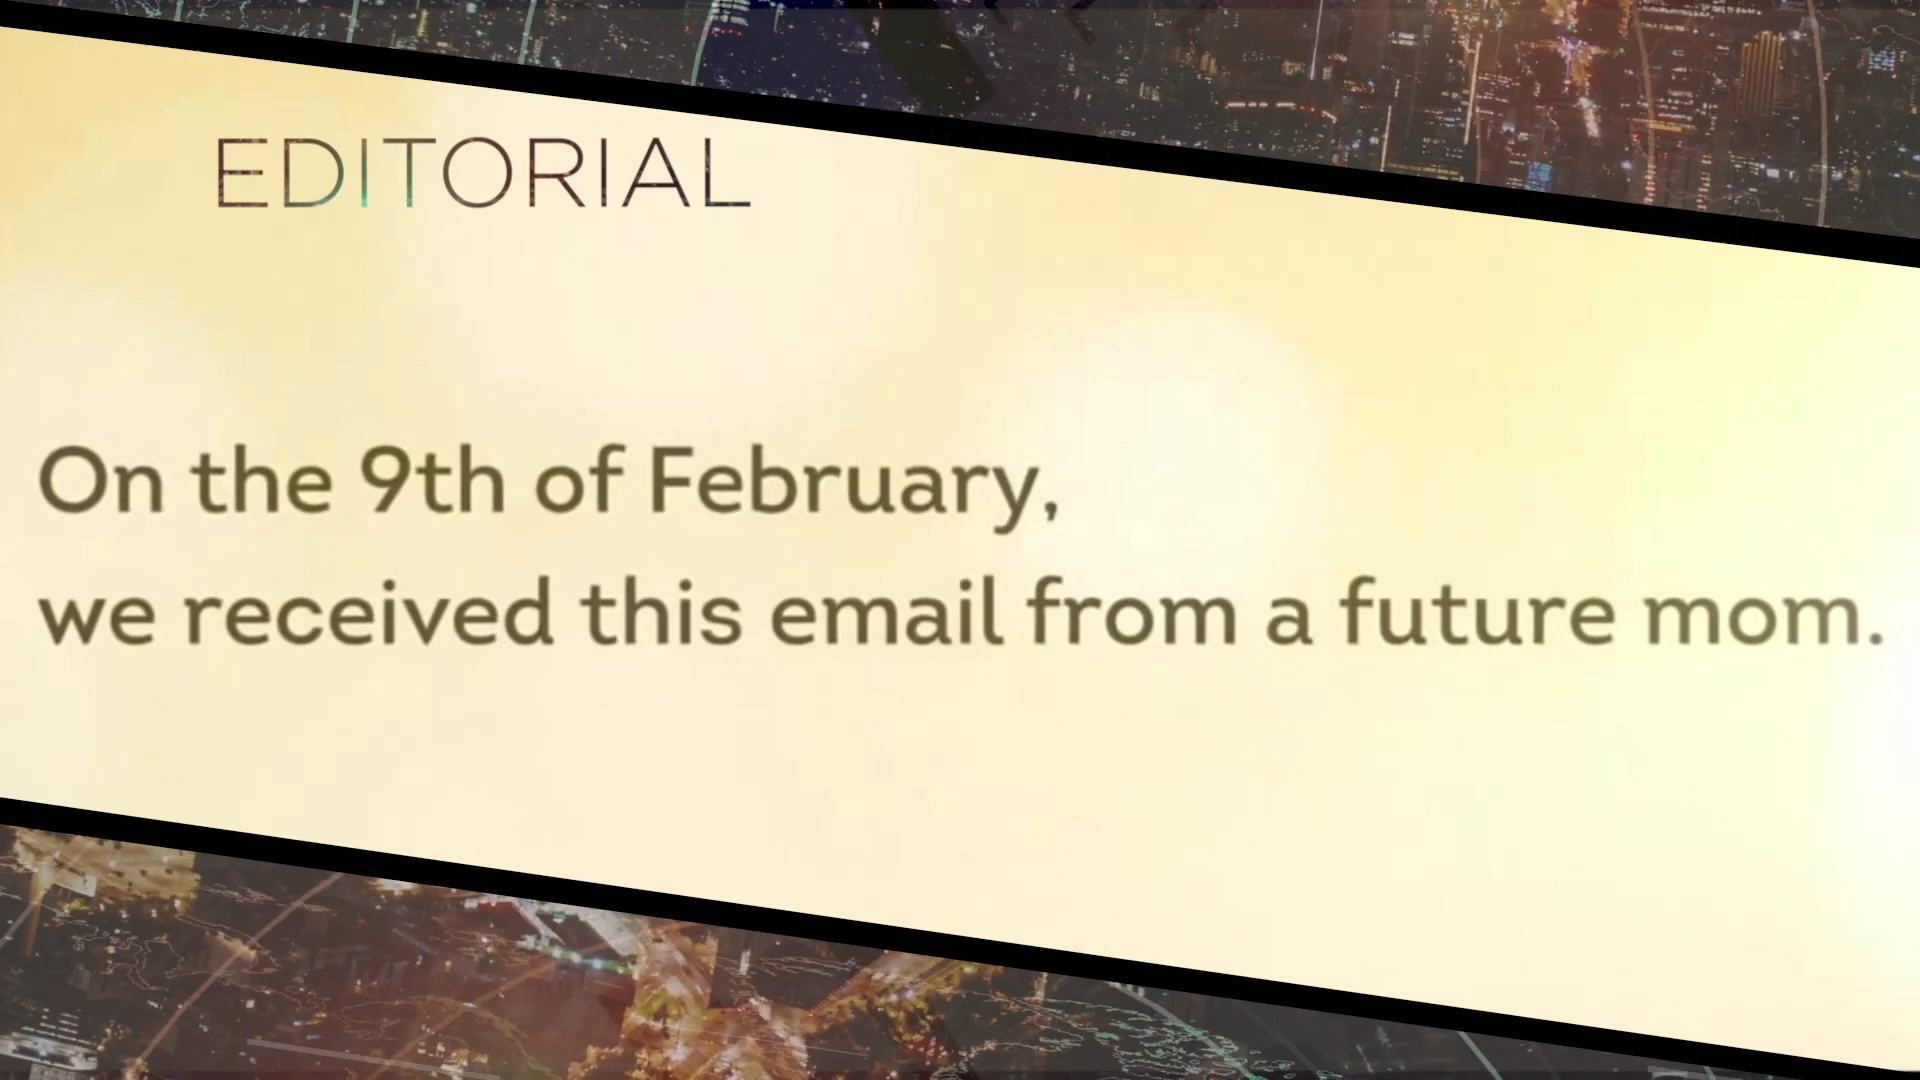 EDITORIAL
On the 9th of February,
we received this email from a future mom.